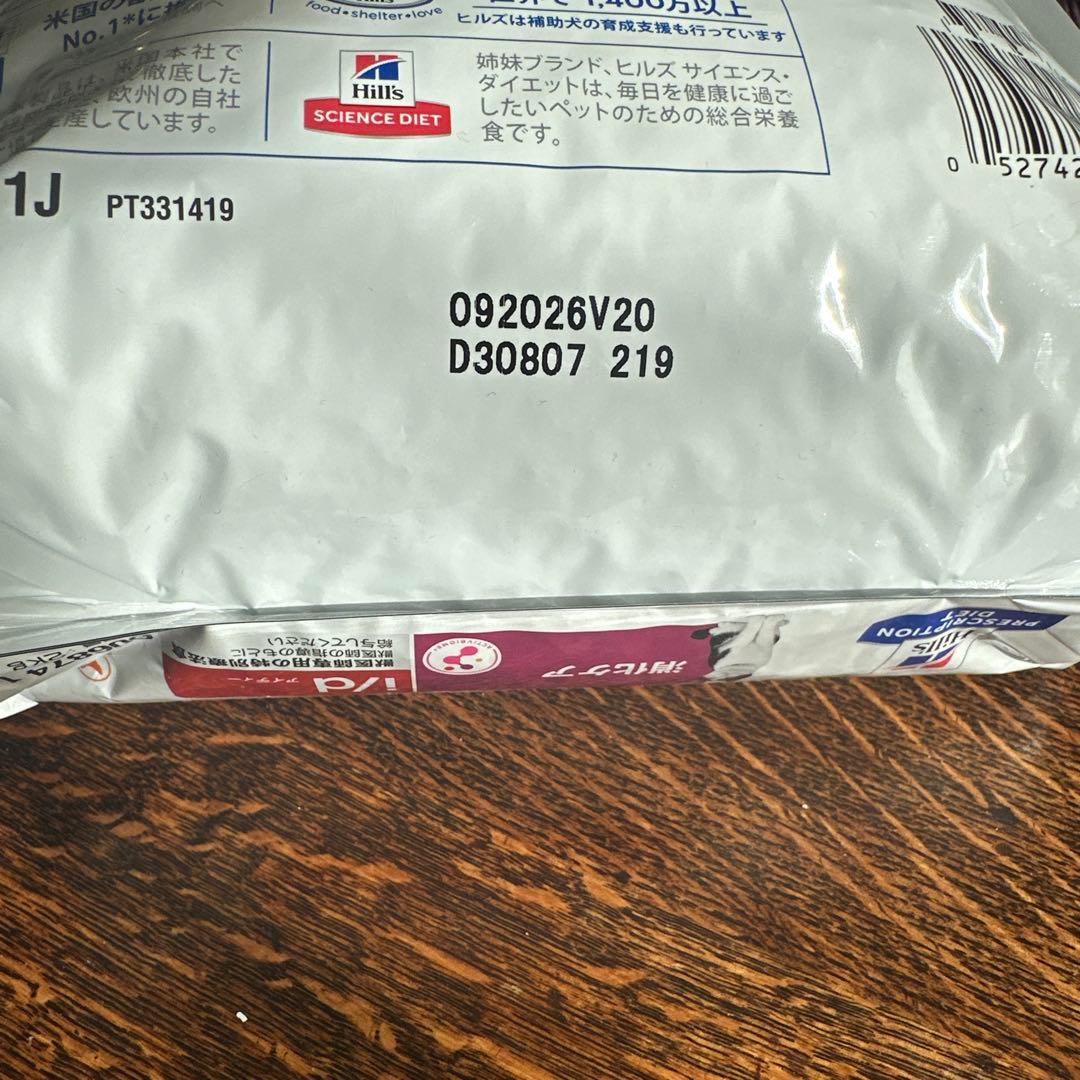 米国の
No.1*に
food•shelter•love
ヒルズは補助犬の育成支援も行っています
本社で
徹底した
欧州の自社
産しています。
Hill's
SCIENCE DIET
姉妹ブランド、ヒルズ サイエンス・
ダイエットは、毎日を健康に過ご
したいペットのための総合栄養
食です。
0 52742
1J PT331419
092026V20
D30807 219
PRESCRIPTION
DIET
Hill's
消化ケア
ACTIVBIOME+
i/d
アイディー
獣医師専用の特別療法食
獣医師の指導のもとに
給与してください